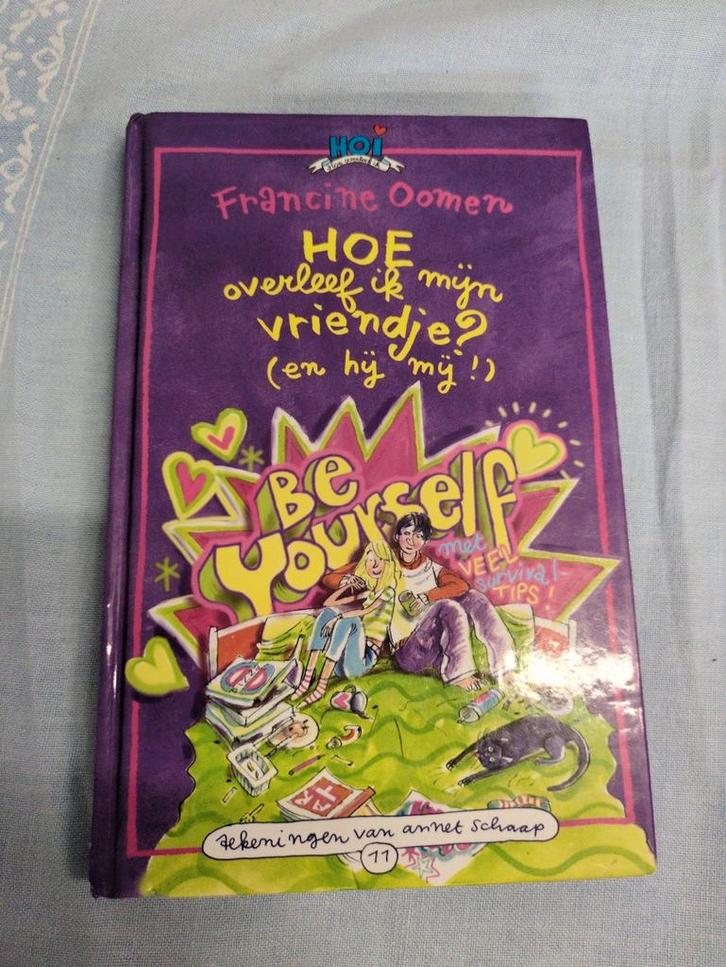 HOI
Francine Oomen
HOE
overleef ik mijn
vriendje?
(en hij mij!)
Be
Yourself
met
VEEL
survival-
TIPS!
tekeningen van annet Schaap
11